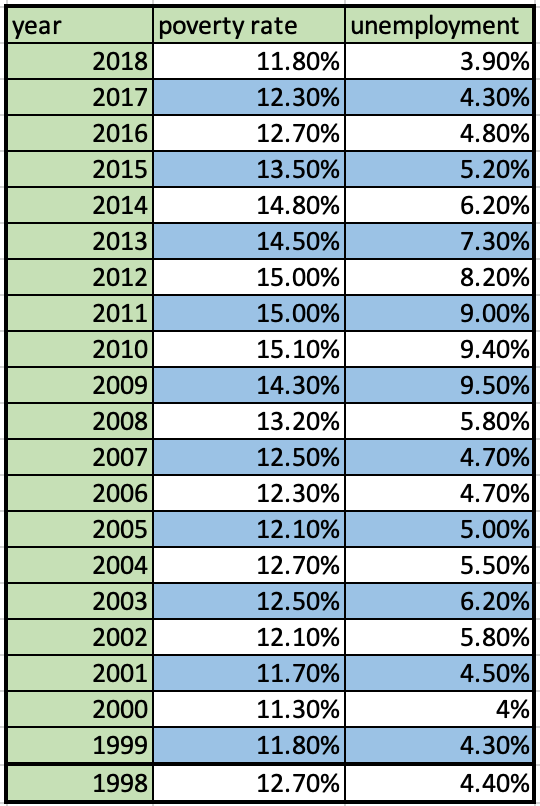 year poverty rate unemployment
2018 11.80% 3.90%
2017 12.30% 4.30%
2016 12.70% 4.80%
2015 13.50% 5.20%
2014 14.80% 6.20%
2013 14.50% 7.30%
2012 15.00% 8.20%
2011 15.00% 9.00%
2010 15.10% 9.40%
2009 14.30% 9.50%
2008 13.20% 5.80%
2007 12.50% 4.70%
2006 12.30% 4.70%
2005 12.10% 5.00%
2004 12.70% 5.50%
2003 12.50% 6.20%
2002 12.10% 5.80%
2001 11.70% 4.50%
2000 11.30% 4%
1999 11.80% 4.30%
1998 12.70% 4.40%